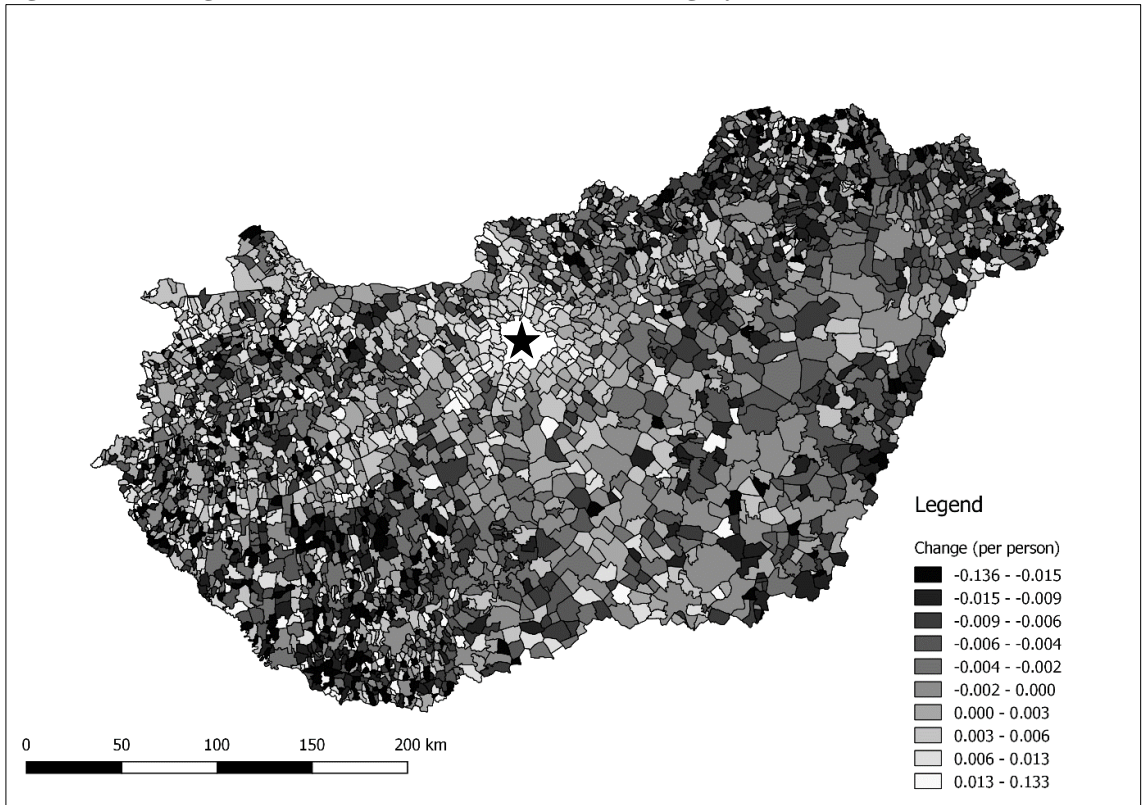 0 50 100 150 200 km
Legend
Change (per person)
-0.136 - -0.015
-0.015 - -0.009
-0.009 - -0.006
-0.006 - -0.004
-0.004 - -0.002
-0.002 - 0.000
0.000 - 0.003
0.003 - 0.006
0.006 - 0.013
0.013 - 0.133